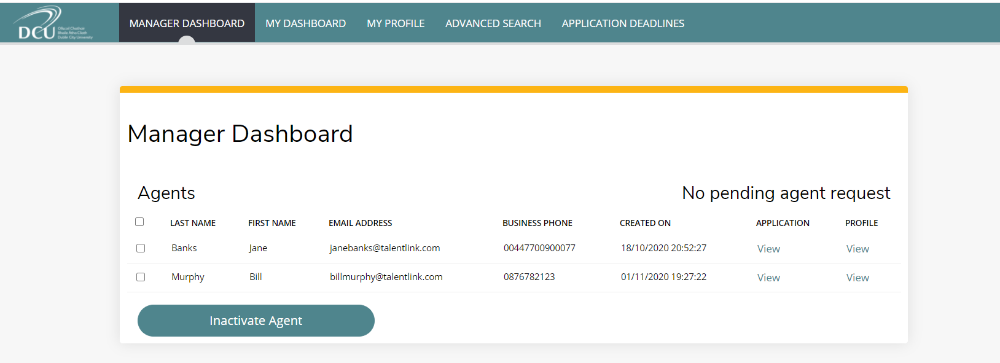 DCU
Ollscoil Chathair
Bhaile Átha Cliath
Dublin City University
MANAGER DASHBOARD MY DASHBOARD MY PROFILE ADVANCED SEARCH APPLICATION DEADLINES
Manager Dashboard
Agents No pending agent request
LAST NAME FIRST NAME EMAIL ADDRESS BUSINESS PHONE CREATED ON APPLICATION PROFILE
Banks Jane janebanks@talentlink.com 00447700900077 18/10/2020 20:52:27 View View
Murphy Bill billmurphy@talentlink.com 0876782123 01/11/2020 19:27:22 View View
Inactivate Agent